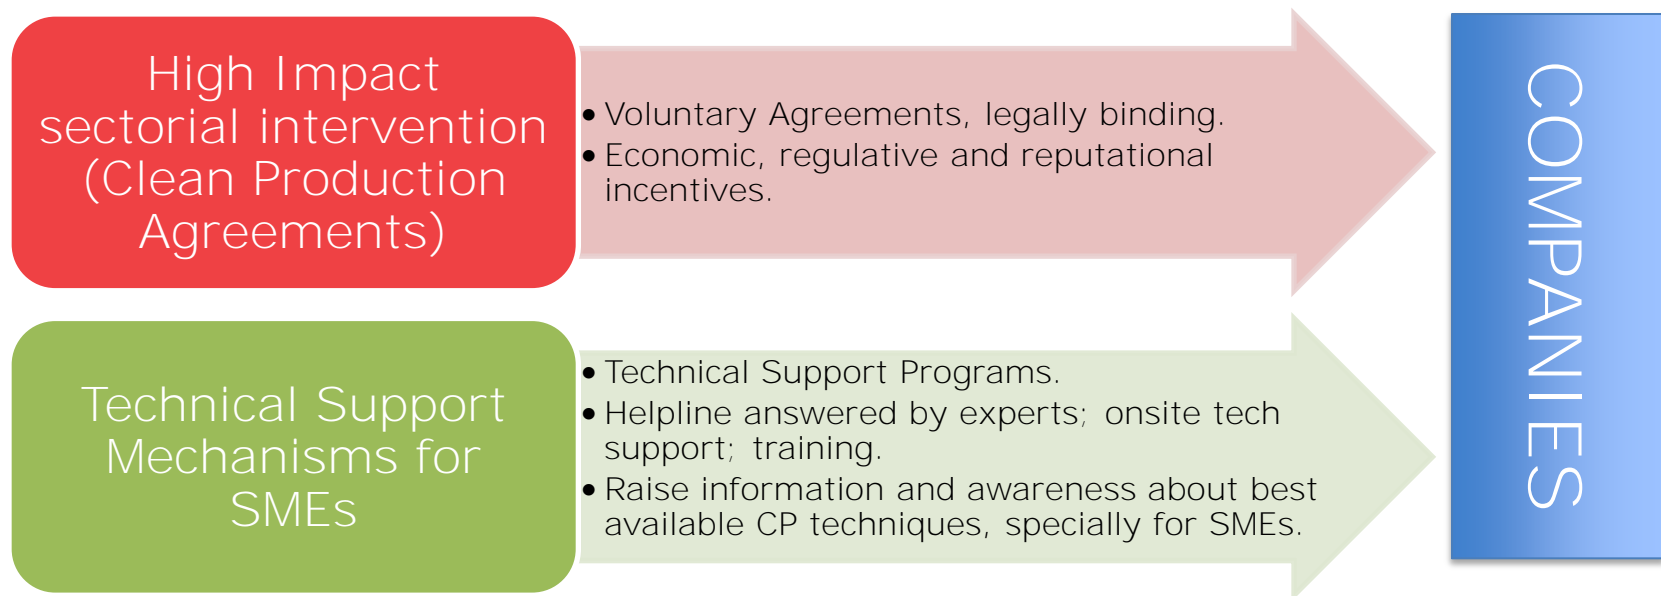 High Impact
sectorial intervention
(Clean Production
Agreements)
• Voluntary Agreements, legally binding.
• Economic, regulative and reputational
incentives.
Technical Support
Mechanisms for
SMEs
• Technical Support Programs.
• Helpline answered by experts; onsite tech
support; training.
• Raise information and awareness about best
available CP techniques, specially for SMEs.
COMPANIES